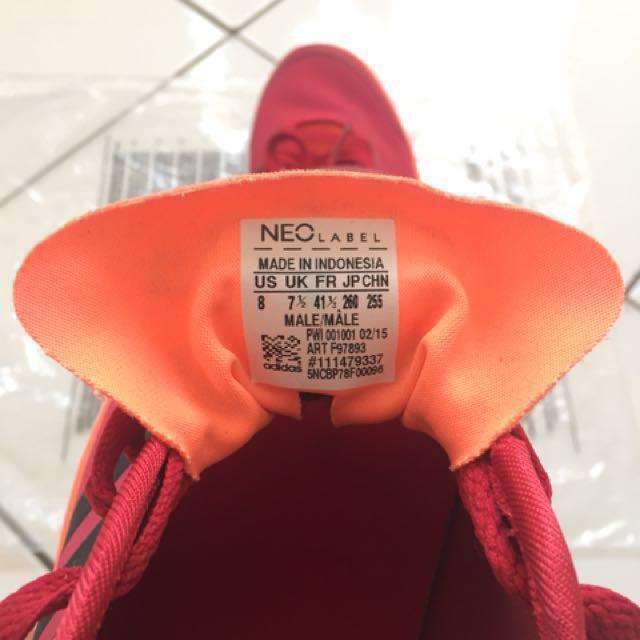 NEO LABEL
MADE IN INDONESIA
US UK FR JP CHN
8 7½ 41⅓ 260 255
MALE/MÂLE
PWI 001001 02/15
ART F97893
adidas #111479337
5NCBP78F00096